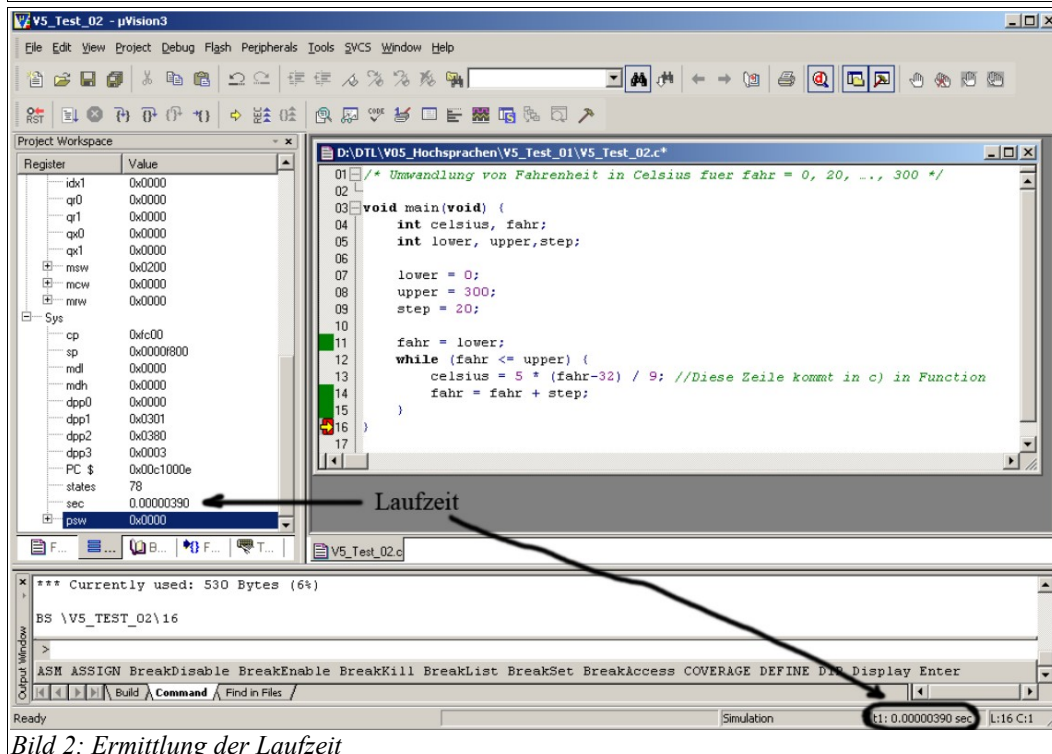 V5_Test_02 - µVision3
File Edit View Project Debug Flash Peripherals Tools SVCS Window Help
RST
CODE
Project Workspace
Register Value
idx1 0x0000
qr0 0x0000
qr1 0x0000
qx0 0x0000
qx1 0x0000
msw 0x0200
mcw 0x0000
mrw 0x0000
Sys
cp 0xfc00
sp 0x0000f800
mdl 0x0000
mdh 0x0000
dpp0 0x0000
dpp1 0x0301
dpp2 0x0380
dpp3 0x0003
PC $ 0x00c1000e
states 78
sec 0.00000390
psw 0x0000
F... ... B... F... T...
D:\DTL\V05_Hochsprachen\V5_Test_01\V5_Test_02.c*
01 /* Umwandlung von Fahrenheit in Celsius fuer fahr = 0, 20, …., 300 */
02
03 void main(void) {
04 int celsius, fahr;
05 int lower, upper,step;
06
07 lower = 0;
08 upper = 300;
09 step = 20;
10
11 fahr = lower;
12 while (fahr <= upper) {
13 celsius = 5 * (fahr-32) / 9; //Diese Zeile kommt in c) in Function
14 fahr = fahr + step;
15 }
16 }
17
Laufzeit
V5_Test_02.c
*** Currently used: 530 Bytes (6%)
BS \V5_TEST_02\16
>
ASM ASSIGN BreakDisable BreakEnable BreakKill BreakList BreakSet BreakAccess COVERAGE DEFINE DIR Display Enter
Output Window
Build Command Find in Files
Ready Simulation t1: 0.00000390 sec L:16 C:1
Bild 2: Ermittlung der Laufzeit